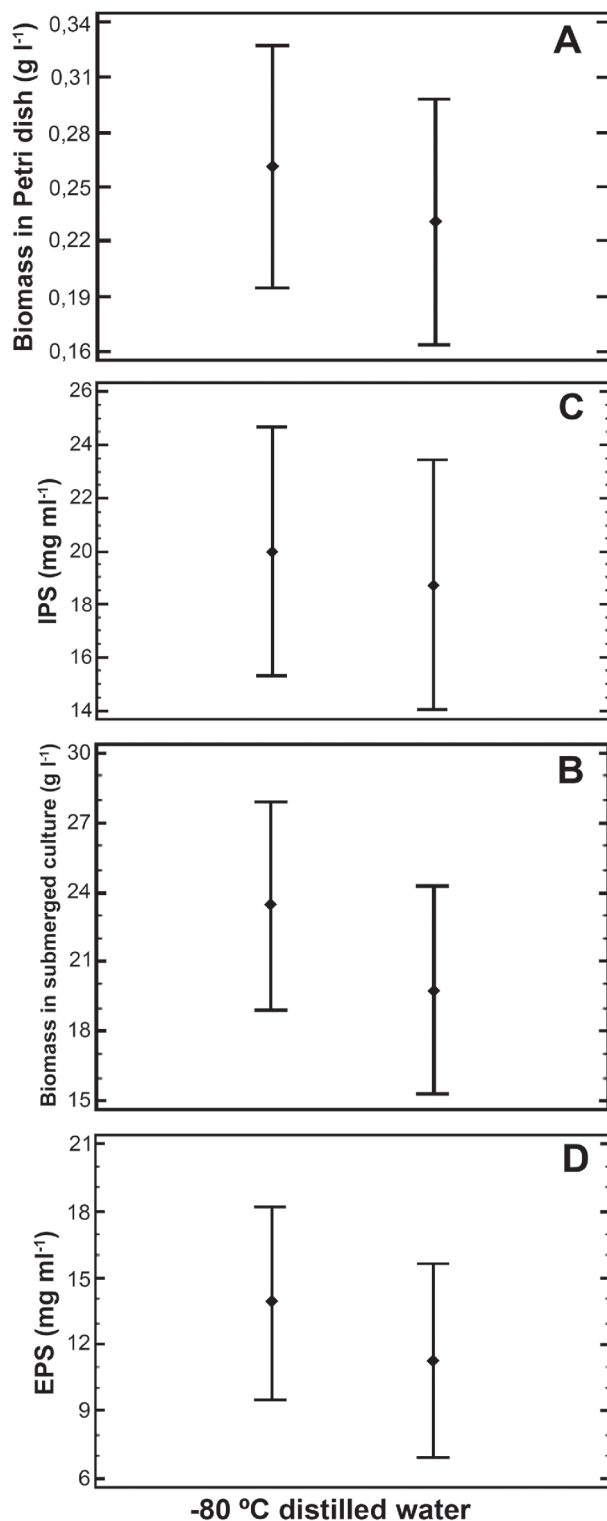 A
Biomass in Petri dish (g l-1)
0,34
0,31
0,28
0,25
0,22
0,19
0,16
C
IPS (mg ml-1)
26
24
22
20
18
16
14
B
Biomass in submerged culture (g l-1)
30
27
24
21
18
15
D
EPS (mg ml-1)
21
18
15
12
9
6
-80 ºC distilled water